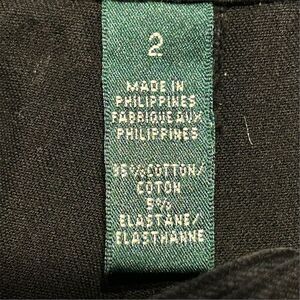 2
MADE IN
PHILIPPINES
FABRIQUE AUX
PHILIPPINES
95% COTTON/
COTON
5%
ELASTANE/
ELASTHANNE